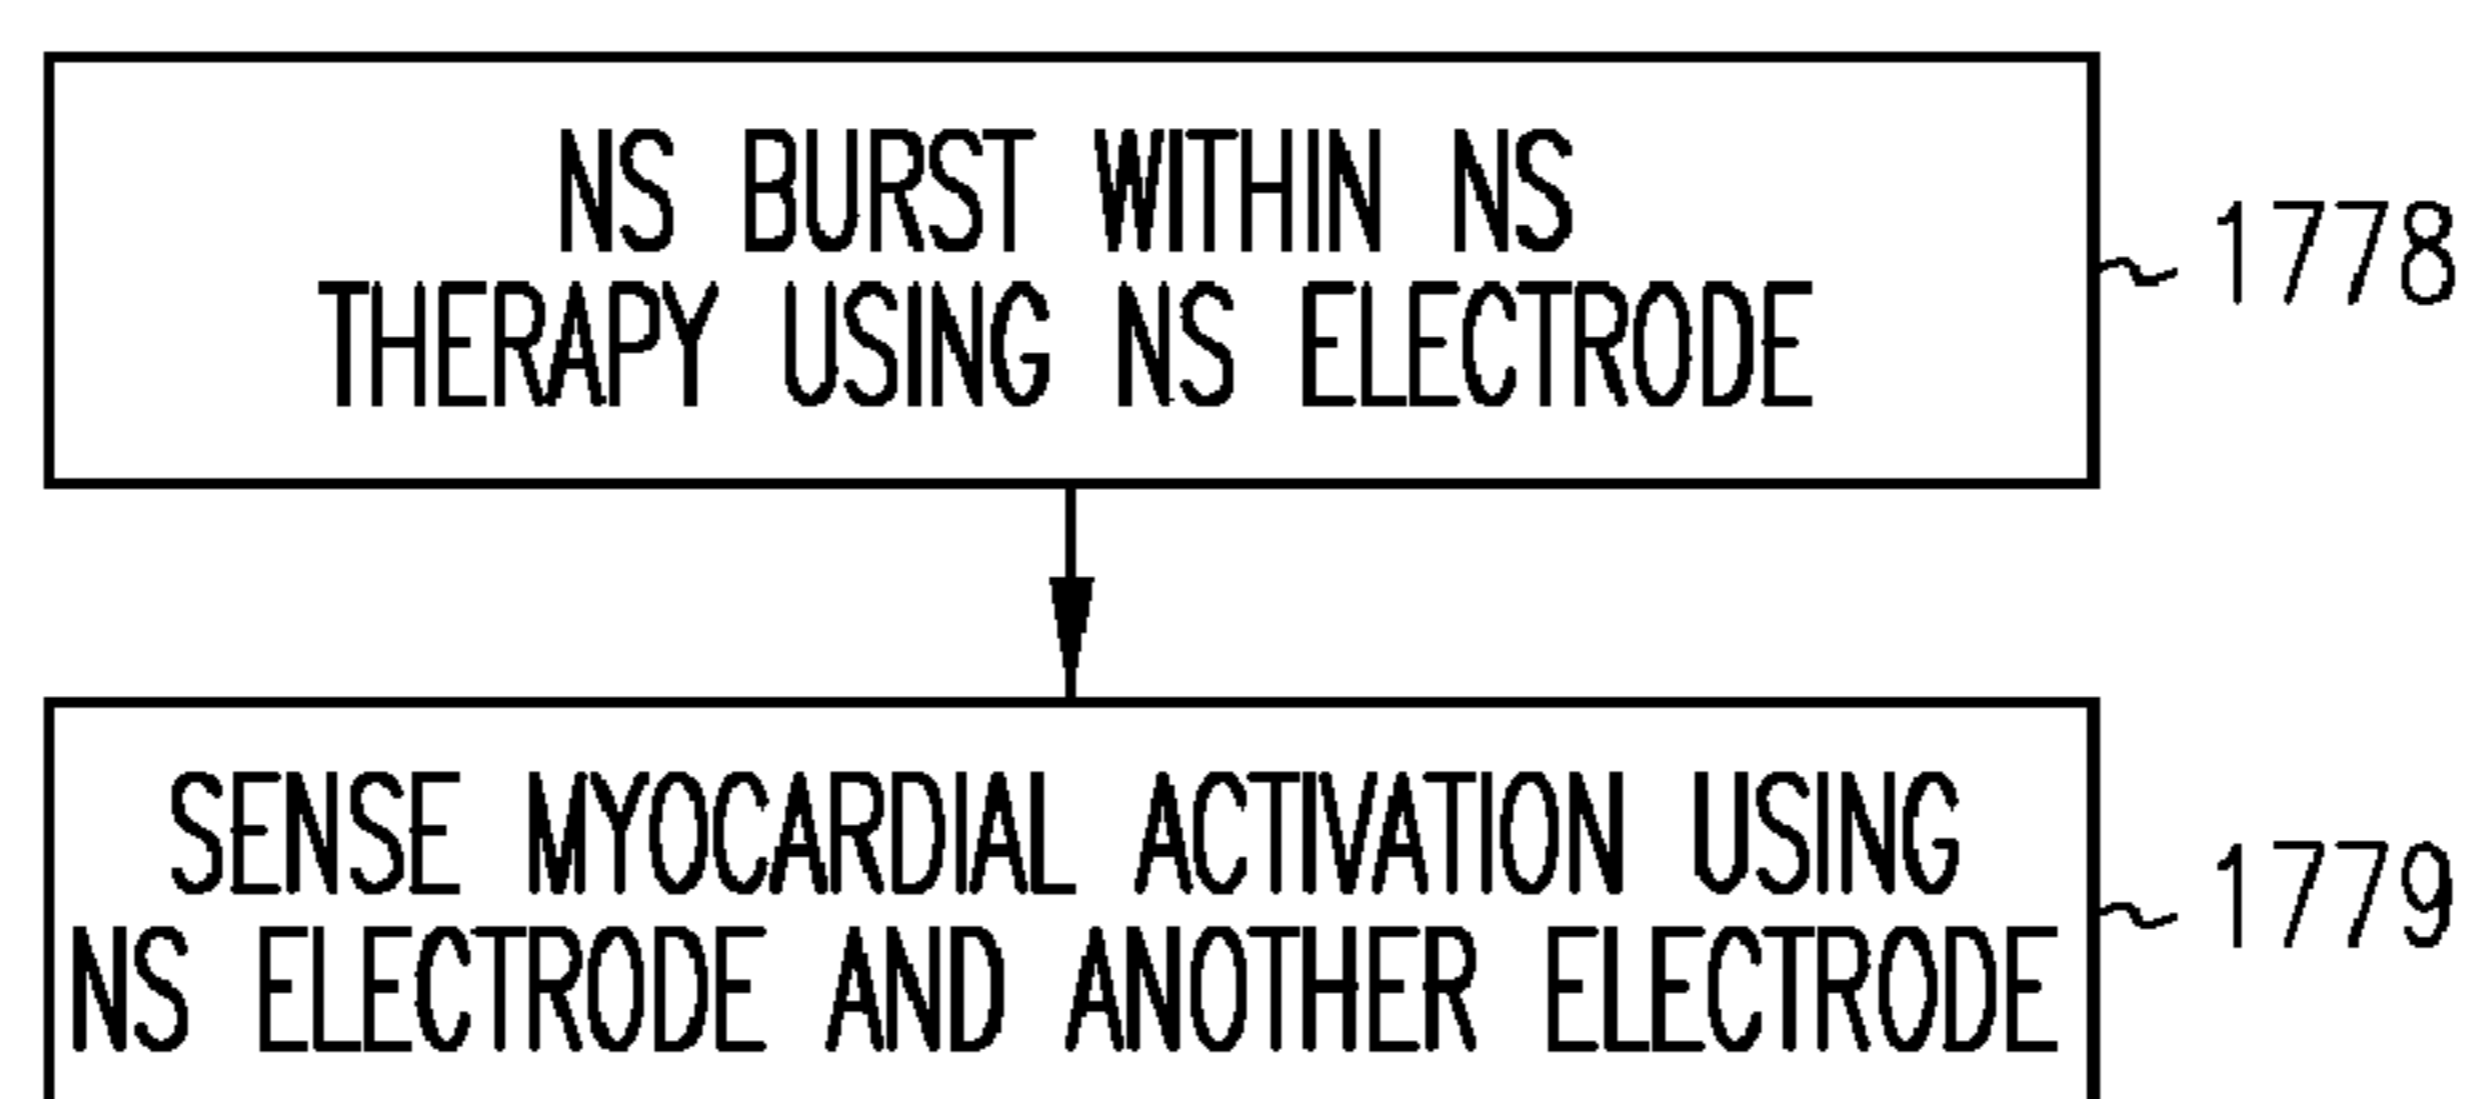 NS BURST WITHIN NS
THERAPY USING NS ELECTRODE
1778
SENSE MYOCARDIAL ACTIVATION USING
NS ELECTRODE AND ANOTHER ELECTRODE
1779